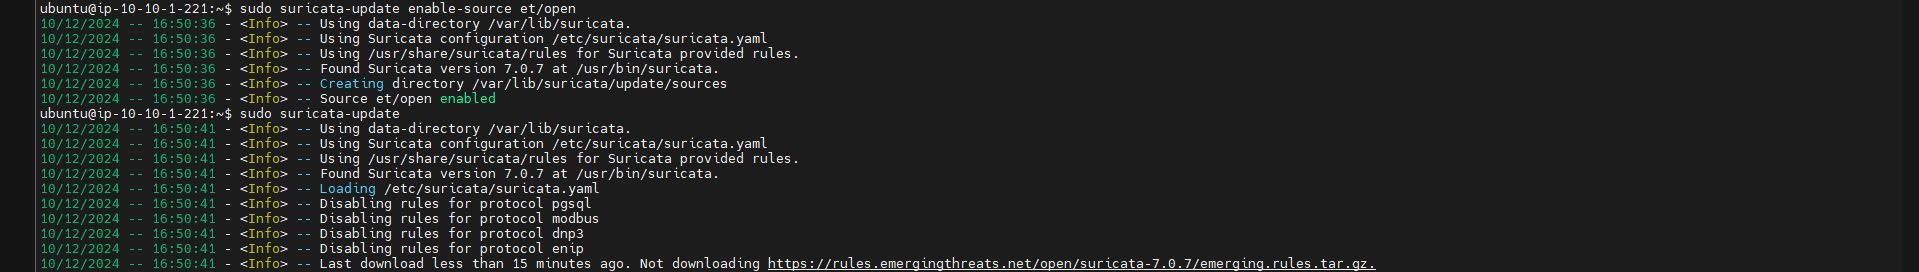 ubuntu@ip-10-10-1-221:~$ sudo suricata-update enable-source et/open
10/12/2024 -- 16:50:36 - <Info> -- Using data-directory /var/lib/suricata.
10/12/2024 -- 16:50:36 - <Info> -- Using Suricata configuration /etc/suricata/suricata.yaml
10/12/2024 -- 16:50:36 - <Info> -- Using /usr/share/suricata/rules for Suricata provided rules.
10/12/2024 -- 16:50:36 - <Info> -- Found Suricata version 7.0.7 at /usr/bin/suricata.
10/12/2024 -- 16:50:36 - <Info> -- Creating directory /var/lib/suricata/update/sources
10/12/2024 -- 16:50:36 - <Info> -- Source et/open enabled
ubuntu@ip-10-10-1-221:~$ sudo suricata-update
10/12/2024 -- 16:50:41 - <Info> -- Using data-directory /var/lib/suricata.
10/12/2024 -- 16:50:41 - <Info> -- Using Suricata configuration /etc/suricata/suricata.yaml
10/12/2024 -- 16:50:41 - <Info> -- Using /usr/share/suricata/rules for Suricata provided rules.
10/12/2024 -- 16:50:41 - <Info> -- Found Suricata version 7.0.7 at /usr/bin/suricata.
10/12/2024 -- 16:50:41 - <Info> -- Loading /etc/suricata/suricata.yaml
10/12/2024 -- 16:50:41 - <Info> -- Disabling rules for protocol pgsql
10/12/2024 -- 16:50:41 - <Info> -- Disabling rules for protocol modbus
10/12/2024 -- 16:50:41 - <Info> -- Disabling rules for protocol dnp3
10/12/2024 -- 16:50:41 - <Info> -- Disabling rules for protocol enip
10/12/2024 -- 16:50:41 - <Info> -- Last download less than 15 minutes ago. Not downloading https://rules.emergingthreats.net/open/suricata-7.0.7/emerging.rules.tar.gz.